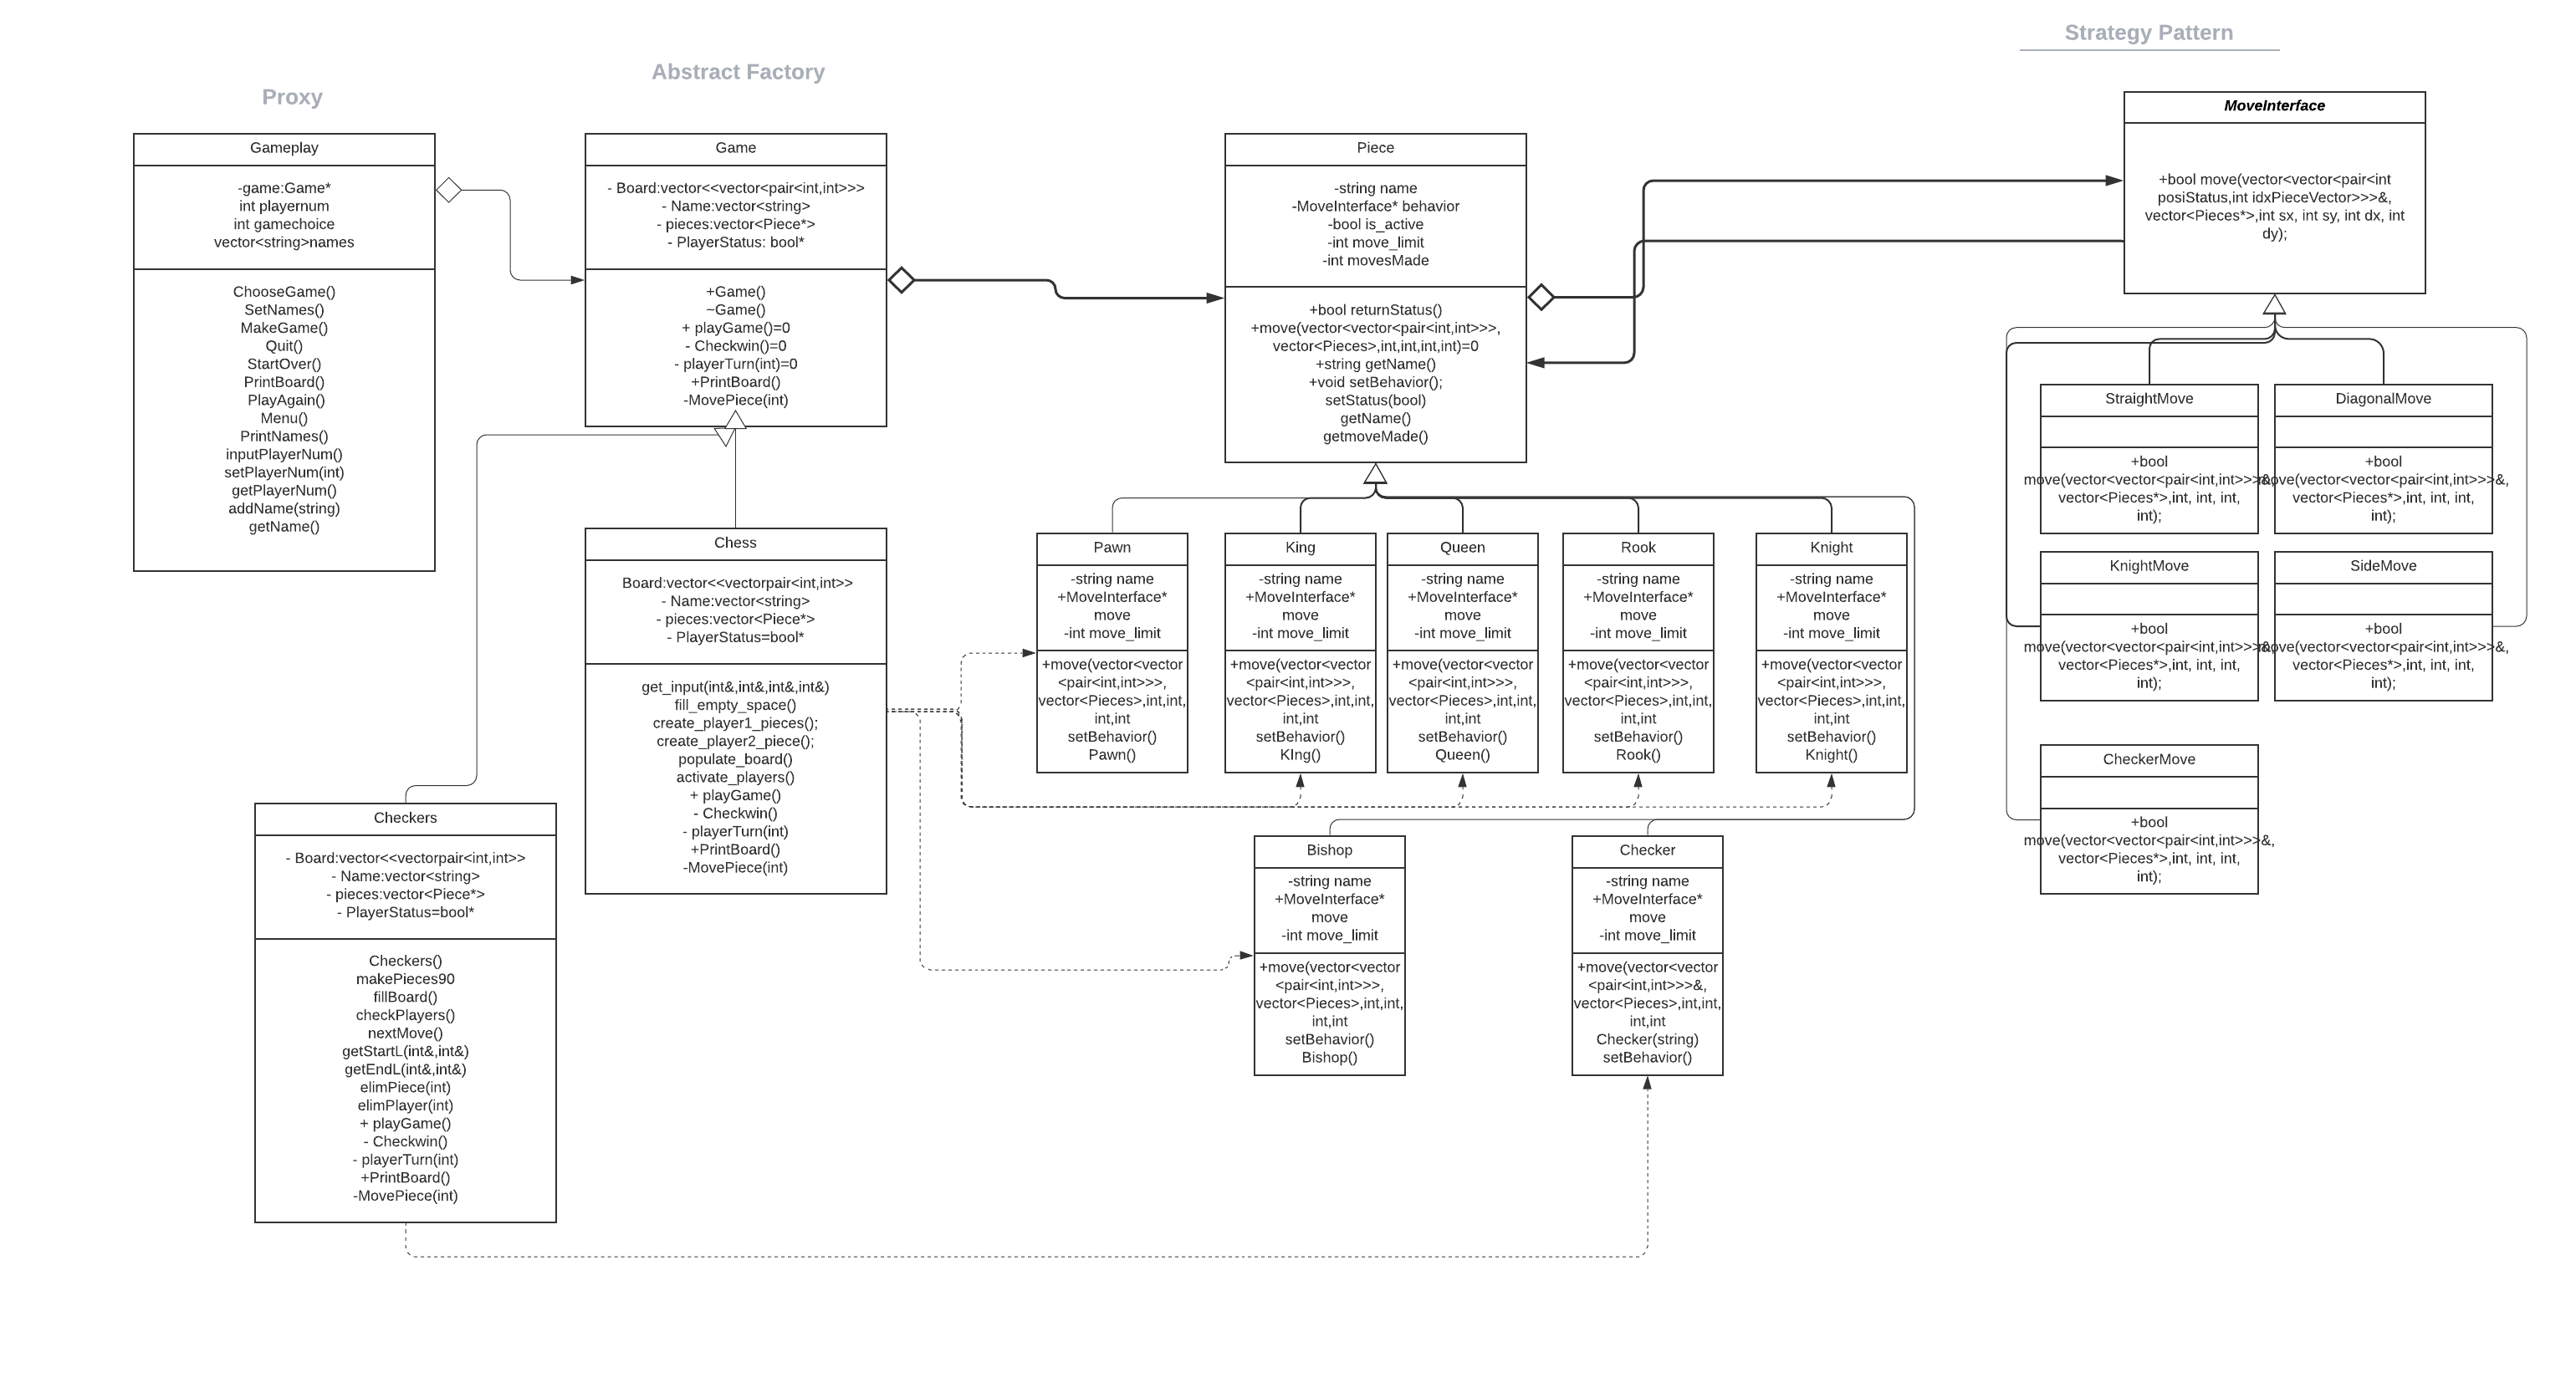 Strategy Pattern
Abstract Factory
Proxy
Gameplay
-game:Game*
int playernum
int gamechoice
vector<string>names
ChooseGame()
SetNames()
MakeGame()
Quit()
StartOver()
PrintBoard()
PlayAgain()
Menu()
PrintNames()
inputPlayerNum()
setPlayerNum(int)
getPlayerNum()
addName(string)
getName()
Game
- Board:vector<<vector<pair<int,int>>>
- Name:vector<string>
- pieces:vector<Piece*>
- PlayerStatus: bool*
+Game()
~Game()
+ playGame()=0
- Checkwin()=0
- playerTurn(int)=0
+PrintBoard()
-MovePiece(int)
Piece
-string name
-MoveInterface* behavior
-bool is_active
-int move_limit
-int movesMade
+bool returnStatus()
+move(vector<vector<pair<int,int>>>,
vector<Pieces>,int,int,int,int)=0
+string getName()
+void setBehavior();
setStatus(bool)
getName()
getmoveMade()
MoveInterface
+bool move(vector<vector<pair<int
posiStatus,int idxPieceVector>>>&,
vector<Pieces*>,int sx, int sy, int dx, int
dy);
StraightMove
+bool
move(vector<vector<pair<int,int>>>&,
vector<Pieces*>,int, int, int,
int);
DiagonalMove
+bool
move(vector<vector<pair<int,int>>>&,
vector<Pieces*>,int, int, int,
int);
KnightMove
+bool
move(vector<vector<pair<int,int>>>&,
vector<Pieces*>,int, int, int,
int);
SideMove
+bool
move(vector<vector<pair<int,int>>>&,
vector<Pieces*>,int, int, int,
int);
CheckerMove
+bool
move(vector<vector<pair<int,int>>>&,
vector<Pieces*>,int, int, int,
int);
Chess
Board:vector<<vectorpair<int,int>>
- Name:vector<string>
- pieces:vector<Piece*>
- PlayerStatus=bool*
get_input(int&,int&,int&,int&)
fill_empty_space()
create_player1_pieces();
create_player2_piece();
populate_board()
activate_players()
+ playGame()
- Checkwin()
- playerTurn(int)
+PrintBoard()
-MovePiece(int)
Pawn
-string name
+MoveInterface*
move
-int move_limit
+move(vector<vector
<pair<int,int>>>,
vector<Pieces>,int,int,
int,int
setBehavior()
Pawn()
King
-string name
+MoveInterface*
move
-int move_limit
+move(vector<vector
<pair<int,int>>>,
vector<Pieces>,int,int,
int,int
setBehavior()
KIng()
Queen
-string name
+MoveInterface*
move
-int move_limit
+move(vector<vector
<pair<int,int>>>,
vector<Pieces>,int,int,
int,int
setBehavior()
Queen()
Rook
-string name
+MoveInterface*
move
-int move_limit
+move(vector<vector
<pair<int,int>>>,
vector<Pieces>,int,int,
int,int
setBehavior()
Rook()
Knight
-string name
+MoveInterface*
move
-int move_limit
+move(vector<vector
<pair<int,int>>>,
vector<Pieces>,int,int,
int,int
setBehavior()
Knight()
Checkers
- Board:vector<<vectorpair<int,int>>
- Name:vector<string>
- pieces:vector<Piece*>
- PlayerStatus=bool*
Checkers()
makePieces90
fillBoard()
checkPlayers()
nextMove()
getStartL(int&,int&)
getEndL(int&,int&)
elimPiece(int)
elimPlayer(int)
+ playGame()
- Checkwin()
- playerTurn(int)
+PrintBoard()
-MovePiece(int)
Bishop
-string name
+MoveInterface*
move
-int move_limit
+move(vector<vector
<pair<int,int>>>,
vector<Pieces>,int,int,
int,int
setBehavior()
Bishop()
Checker
-string name
+MoveInterface*
move
-int move_limit
+move(vector<vector
<pair<int,int>>>&,
vector<Pieces>,int,int,
int,int
Checker(string)
setBehavior()